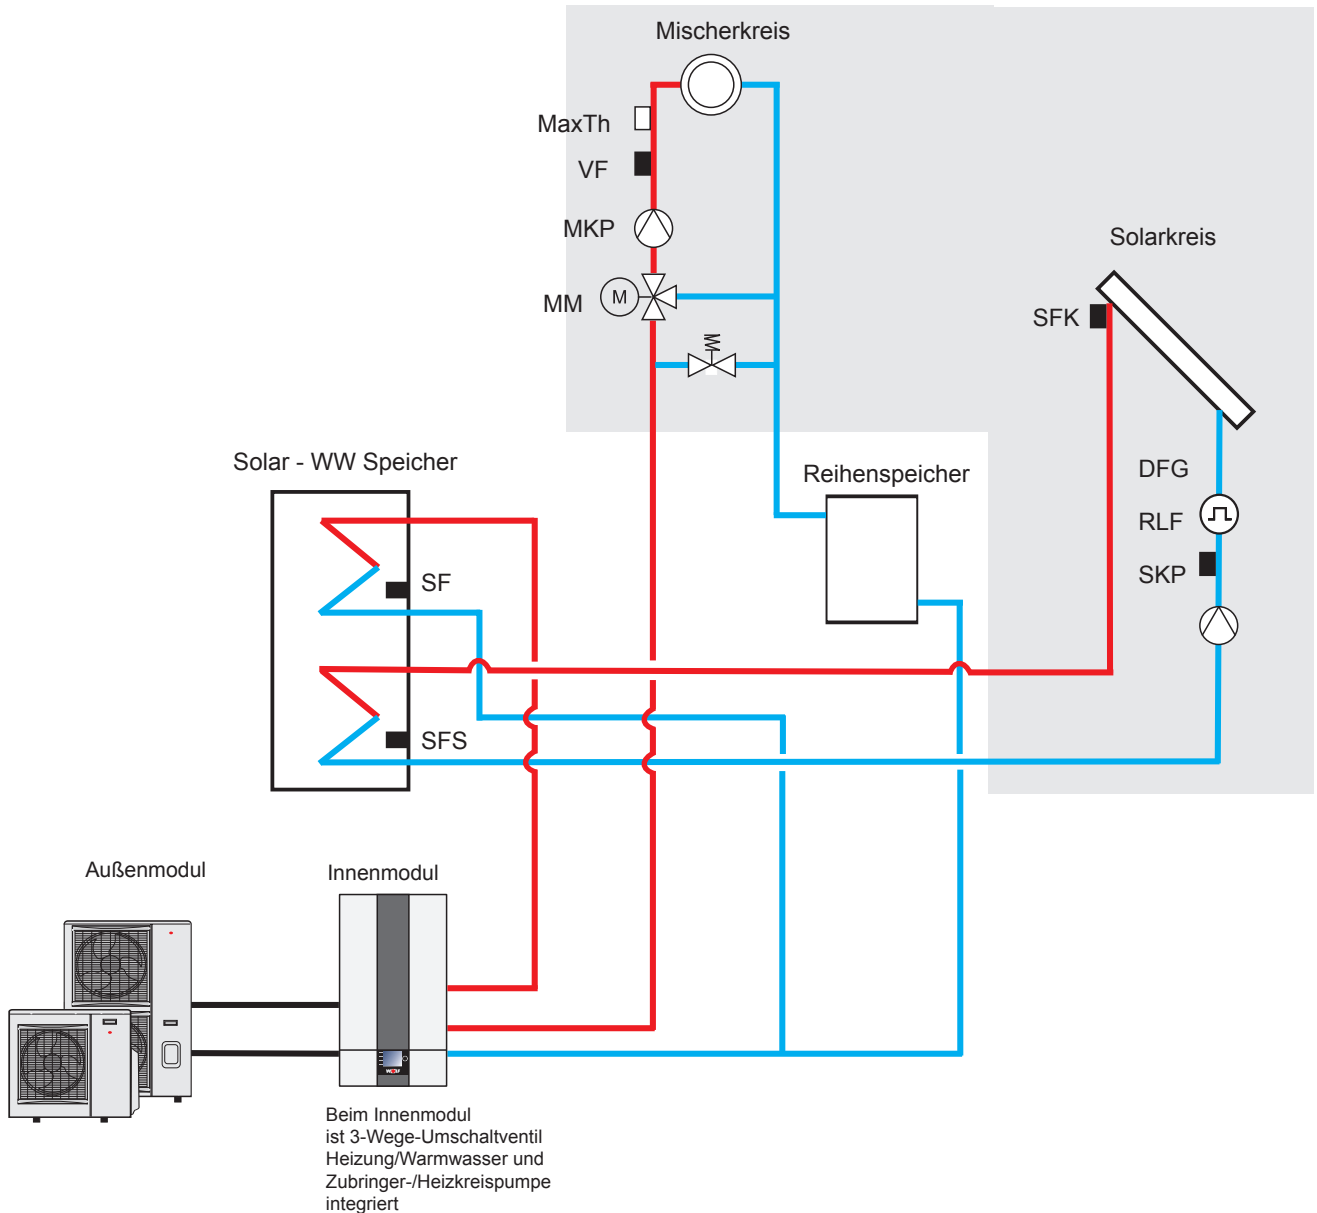 Mischerkreis
MaxTh
VF
MKP
MM
M
Solarkreis
SFK
Solar - WW Speicher
Reihenspeicher
DFG
RLF
SKP
SF
SFS
Außenmodul
Innenmodul
WOLF
Beim Innenmodul
ist 3-Wege-Umschaltventil
Heizung/Warmwasser und
Zubringer-/Heizkreispumpe
integriert